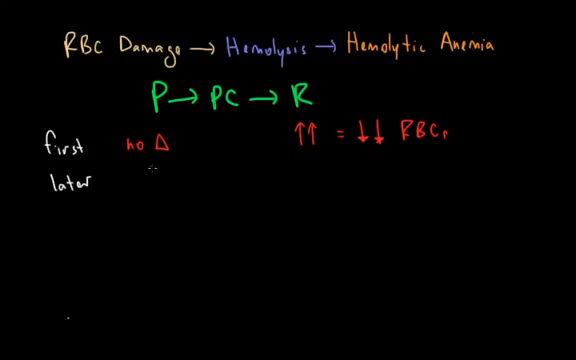 RBC Damage → Hemolysis → Hemolytic Anemia
P → PC → R
first no Δ ↑↑ = ↓↓ RBCs
later